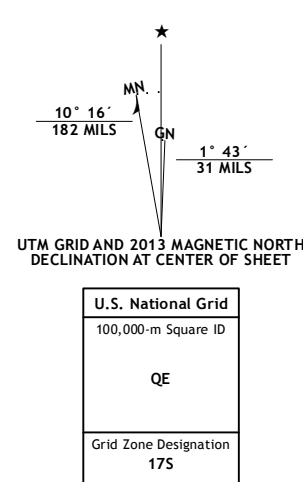 ★
MN
GN
10° 16´
182 MILS
1° 43´
31 MILS
UTM GRID AND 2013 MAGNETIC NORTH
DECLINATION AT CENTER OF SHEET
U.S. National Grid
100,000-m Square ID
QE
Grid Zone Designation
17S